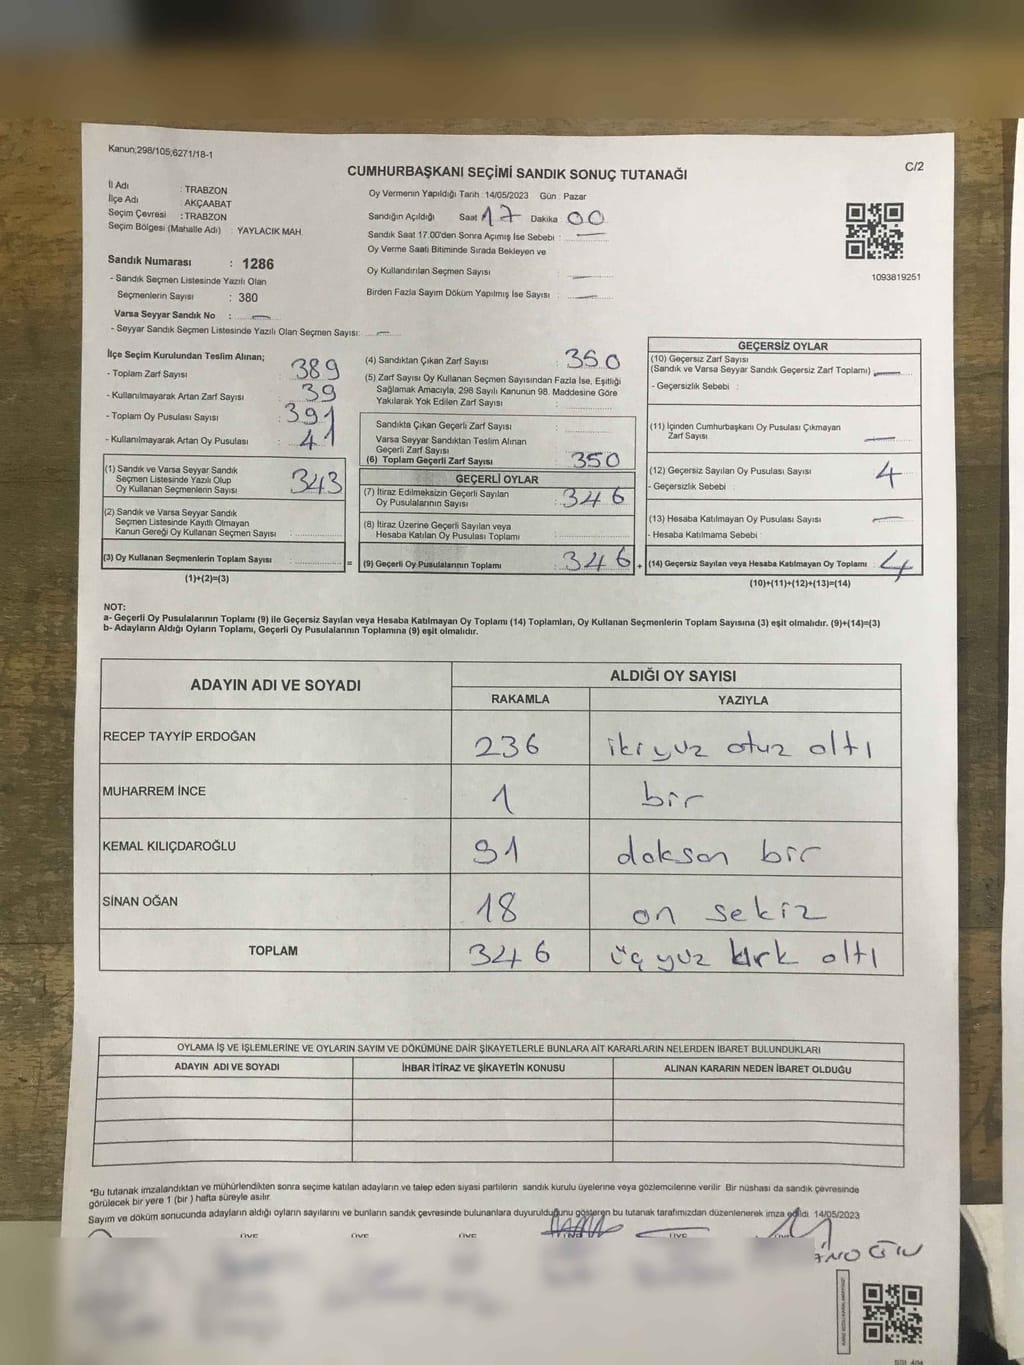 Kanun;298/105;6271/18-1
CUMHURBAŞKANI SEÇİMİ SANDIK SONUÇ TUTANAĞI
C/2
İl Adı : TRABZON
İlçe Adı : AKÇAABAT
Seçim Çevresi : TRABZON
Seçim Bölgesi (Mahalle Adı) : YAYLACIK MAH.
Oy Vermenin Yapıldığı Tarih : 14/05/2023 Gün : Pazar
Sandığın Açıldığı Saat 17 Dakika 00
Sandık Saat 17.00'den Sonra Açımış İse Sebebi : —
Oy Verme Saati Bitiminde Sırada Bekleyen ve
Oy Kullandırılan Seçmen Sayısı —
Birden Fazla Sayım Döküm Yapılmış İse Sayısı : —
1093819251
Sandık Numarası : 1286
- Sandık Seçmen Listesinde Yazılı Olan
Seçmenlerin Sayısı : 380
Varsa Seyyar Sandık No : —
- Seyyar Sandık Seçmen Listesinde Yazılı Olan Seçmen Sayısı: —
İlçe Seçim Kurulundan Teslim Alınan;
- Toplam Zarf Sayısı : 389
- Kullanılmayarak Artan Zarf Sayısı : 39
- Toplam Oy Pusulası Sayısı : 391
- Kullanılmayarak Artan Oy Pusulası : 41
(1) Sandık ve Varsa Seyyar Sandık
Seçmen Listesinde Yazılı Olup
Oy Kullanan Seçmenlerin Sayısı : 343
(2) Sandık ve Varsa Seyyar Sandık
Seçmen Listesinde Kayıtlı Olmayan
Kanun Gereği Oy Kullanan Seçmen Sayısı :
(3) Oy Kullanan Seçmenlerin Toplam Sayısı :
(1)+(2)=(3)
(4) Sandıktan Çıkan Zarf Sayısı : 350
(5) Zarf Sayısı Oy Kullanan Seçmen Sayısından Fazla İse, Eşitliği
Sağlamak Amacıyla, 298 Sayılı Kanunun 98. Maddesine Göre
Yakılarak Yok Edilen Zarf Sayısı :
Sandıkta Çıkan Geçerli Zarf Sayısı :
Varsa Seyyar Sandıktan Teslim Alınan
Geçerli Zarf Sayısı :
(6) Toplam Geçerli Zarf Sayısı : 350
GEÇERLİ OYLAR
(7) İtiraz Edilmeksizin Geçerli Sayılan
Oy Pusulalarının Sayısı : 346
(8) İtiraz Üzerine Geçerli Sayılan veya
Hesaba Katılan Oy Pusulası Toplamı :
= (9) Geçerli Oy Pusulalarının Toplamı : 346 +
GEÇERSİZ OYLAR
(10) Geçersiz Zarf Sayısı
(Sandık ve Varsa Seyyar Sandık Geçersiz Zarf Toplamı) —
- Geçersizlik Sebebi :
(11) İçinden Cumhurbaşkanı Oy Pusulası Çıkmayan
Zarf Sayısı : —
(12) Geçersiz Sayılan Oy Pusulası Sayısı : 4
- Geçersizlik Sebebi :
(13) Hesaba Katılmayan Oy Pusulası Sayısı : —
- Hesaba Katılmama Sebebi :
(14) Geçersiz Sayılan veya Hesaba Katılmayan Oy Toplamı : 4
(10)+(11)+(12)+(13)=(14)
NOT:
a- Geçerli Oy Pusulalarının Toplamı (9) ile Geçersiz Sayılan veya Hesaba Katılmayan Oy Toplamı (14) Toplamları, Oy Kullanan Seçmenlerin Toplam Sayısına (3) eşit olmalıdır. (9)+(14)=(3)
b- Adayların Aldığı Oyların Toplamı, Geçerli Oy Pusulalarının Toplamına (9) eşit olmalıdır.
ADAYIN ADI VE SOYADI ALDIĞI OY SAYISI
RAKAMLA YAZIYLA
RECEP TAYYİP ERDOĞAN 236 ikiyuz otuz altı
MUHARREM İNCE 1 bir
KEMAL KILIÇDAROĞLU 91 doksan bir
SİNAN OĞAN 18 on sekiz
TOPLAM 346 üçyuz kırk altı
OYLAMA İŞ VE İŞLEMLERİNE VE OYLARIN SAYIM VE DÖKÜMÜNE DAİR ŞİKAYETLERLE BUNLARA AİT KARARLARIN NELERDEN İBARET BULUNDUKLARI
ADAYIN ADI VE SOYADI İHBAR İTİRAZ VE ŞİKAYETİN KONUSU ALINAN KARARIN NEDEN İBARET OLDUĞU
*Bu tutanak imzalandıktan ve mühürlendikten sonra seçime katılan adayların ve talep eden siyasi partilerin sandık kurulu üyelerine veya gözlemcilerine verilir. Bir nüshası da sandık çevresinde
görülecek bir yere 1 (bir ) hafta süreyle asılır.
Sayım ve döküm sonucunda adayların aldığı oyların sayılarını ve bunların sandık çevresinde bulunanlara duyurulduğunu gösteren bu tutanak tarafımızdan düzenlenerek imza edildi. 14/05/2023